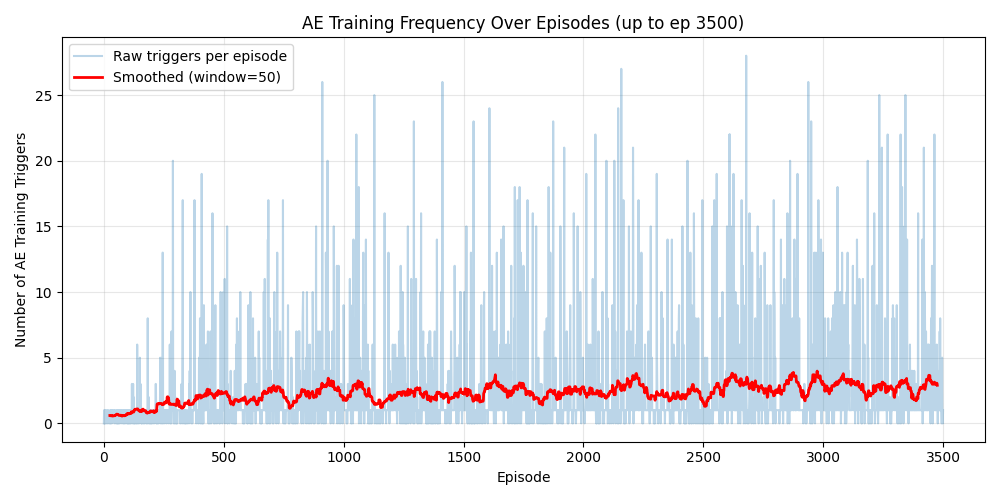 AE Training Frequency Over Episodes (up to ep 3500)
Raw triggers per episode
Smoothed (window=50)
Number of AE Training Triggers
25
20
15
10
5
0
0 500 1000 1500 2000 2500 3000 3500
Episode